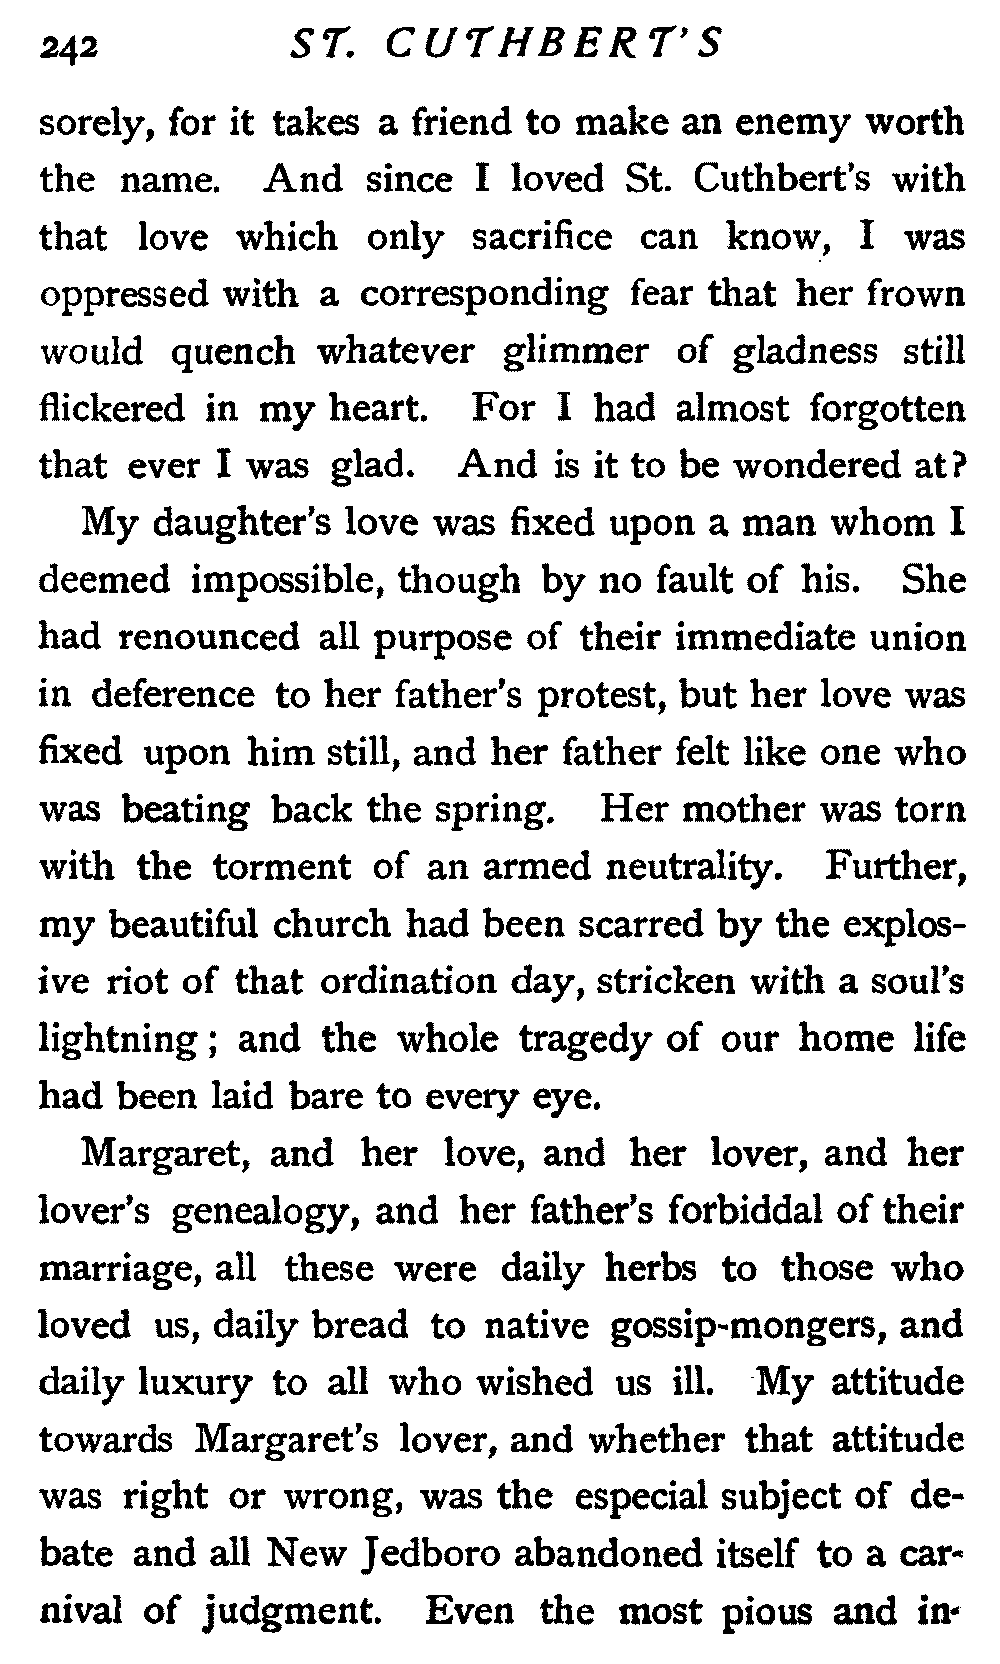 242 ST. CUTHBERT'S
sorely, for it takes a friend to make an enemy worth
the name. And since I loved St. Cuthbert's with
that love which only sacrifice can know, I was
oppressed with a corresponding fear that her frown
would quench whatever glimmer of gladness still
flickered in my heart. For I had almost forgotten
that ever I was glad. And is it to be wondered at?
My daughter's love was fixed upon a man whom I
deemed impossible, though by no fault of his. She
had renounced all purpose of their immediate union
in deference to her father's protest, but her love was
fixed upon him still, and her father felt like one who
was beating back the spring. Her mother was torn
with the torment of an armed neutrality. Further,
my beautiful church had been scarred by the explos-
ive riot of that ordination day, stricken with a soul's
lightning; and the whole tragedy of our home life
had been laid bare to every eye.
Margaret, and her love, and her lover, and her
lover's genealogy, and her father's forbiddal of their
marriage, all these were daily herbs to those who
loved us, daily bread to native gossip-mongers, and
daily luxury to all who wished us ill. My attitude
towards Margaret's lover, and whether that attitude
was right or wrong, was the especial subject of de-
bate and all New Jedboro abandoned itself to a car-
nival of judgment. Even the most pious and in-